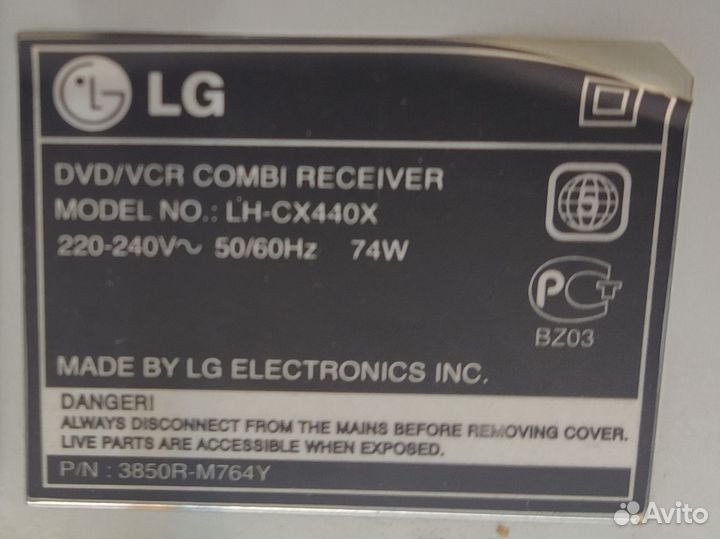 LG
DVD/VCR COMBI RECEIVER
MODEL NO.: LH-CX440X
220-240V~ 50/60Hz 74W
5
PCT
BZ03
MADE BY LG ELECTRONICS INC.
DANGER!
ALWAYS DISCONNECT FROM THE MAINS BEFORE REMOVING COVER.
LIVE PARTS ARE ACCESSIBLE WHEN EXPOSED.
P/N : 3850R-M764Y
Avito